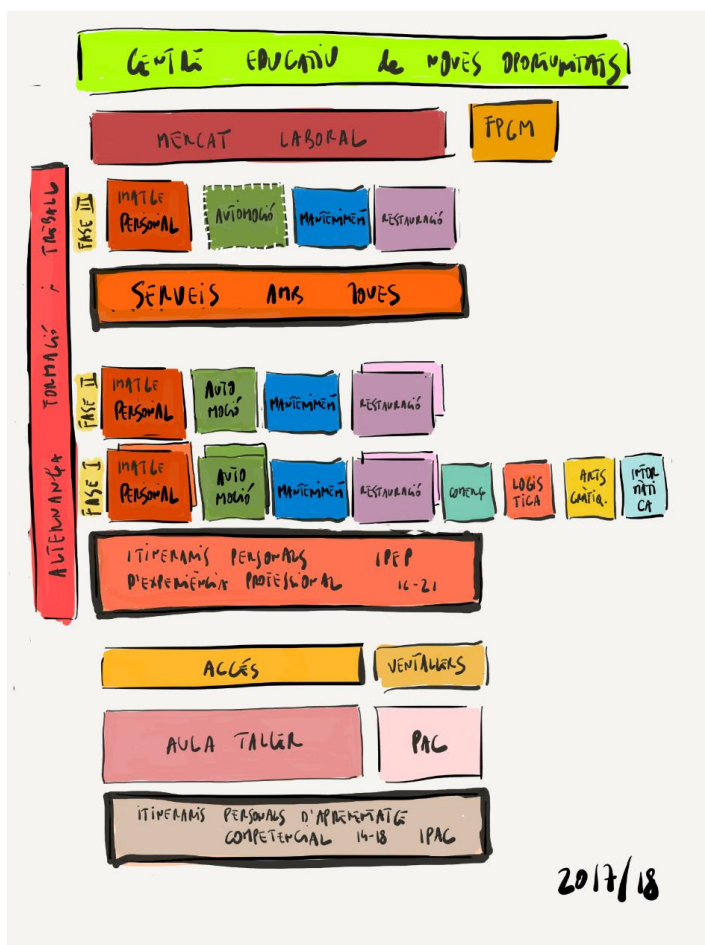 CENTRE EDUCATIU de NOVES OPORTUNITATS
MERCAT LABORAL
FPGM
ALTERNANÇA FORMACIÓ i TREBALL
FASE III
IMATGE
PERSONAL
AUTOMOCIÓ
MANTENIMENT
RESTAURACIÓ
SERVEIS AMB JOVES
FASE II
IMATGE
PERSONAL
AUTO
MOCIÓ
MANTENIMENT
RESTAURACIÓ
FASE I
IMATGE
PERSONAL
AUTO
MOCIÓ
MANTENIMENT
RESTAURACIÓ
COMERÇ
LOGIS
TICA
ARTS
GRÀFIQ.
INFOR
MÀTI
CA
ITINERARIS PERSONALS IPEP
D'EXPERIÈNCIA PROFESSIONAL 16-21
ACCÉS
VENTALLERS
AULA TALLER
PAC
ITINERARIS PERSONALS D'APRENENTATGE
COMPETENCIAL 14-18 IPAC
2017/18